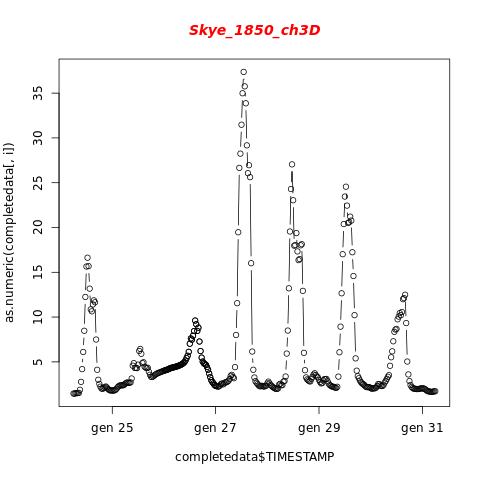 Skye_1850_ch3D
as.numeric(completedata[, i])
35
30
25
20
15
10
5
gen 25 gen 27 gen 29 gen 31
completedata$TIMESTAMP